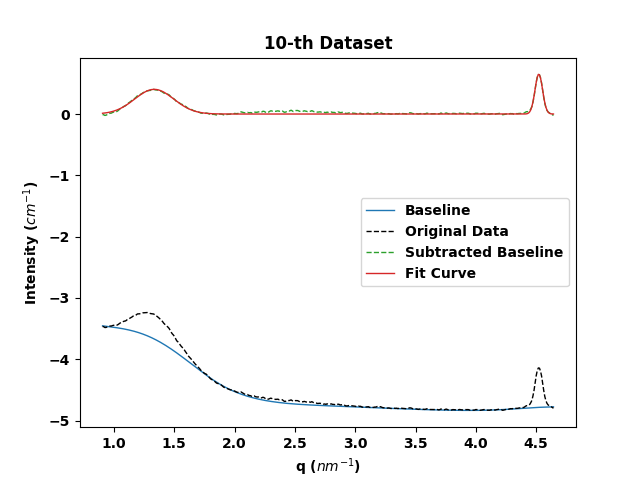 10-th Dataset
Intensity (cm⁻¹)
0
−1
−2
−3
−4
−5
Baseline
Original Data
Subtracted Baseline
Fit Curve
1.0 1.5 2.0 2.5 3.0 3.5 4.0 4.5
q (nm⁻¹)